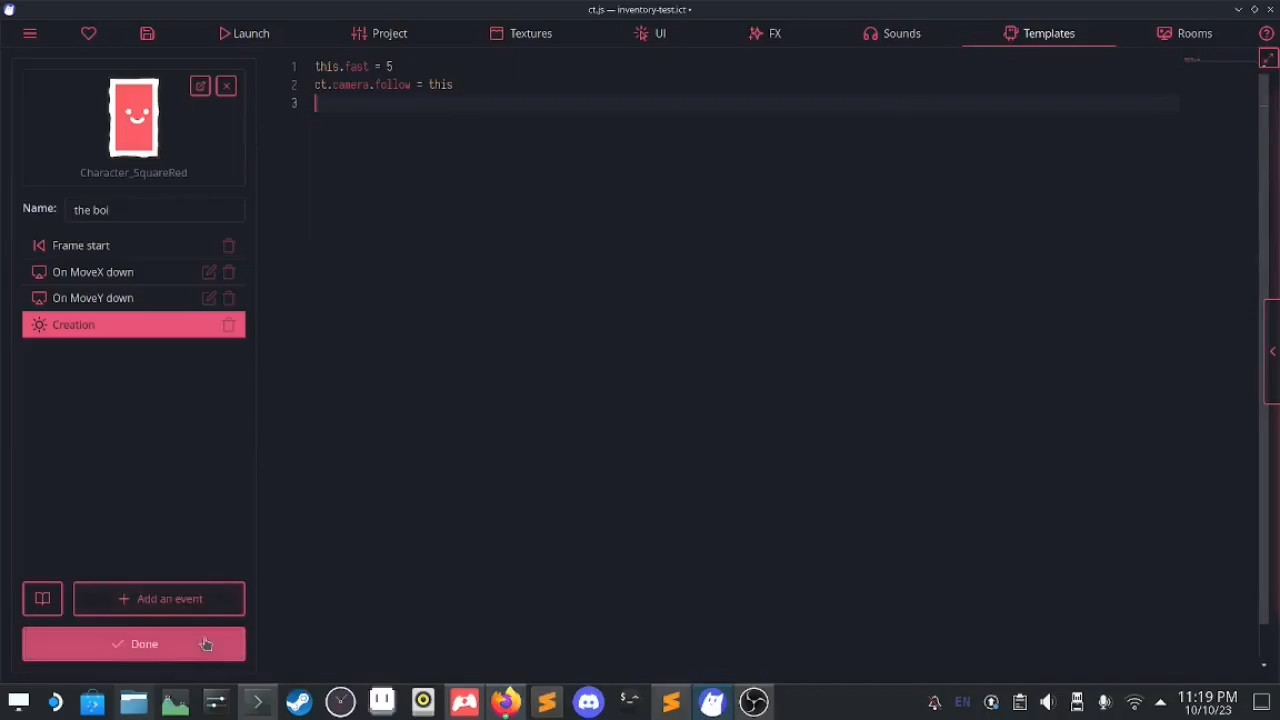 ct.js — inventory-test.ict •
Launch
Project
Textures
UI
FX
Sounds
Templates
Rooms
1 this.fast = 5
2 ct.camera.follow = this
3
Character_SquareRed
Name: the boi
Frame start
On MoveX down
On MoveY down
Creation
Add an event
Done
EN
11:19 PM
10/10/23